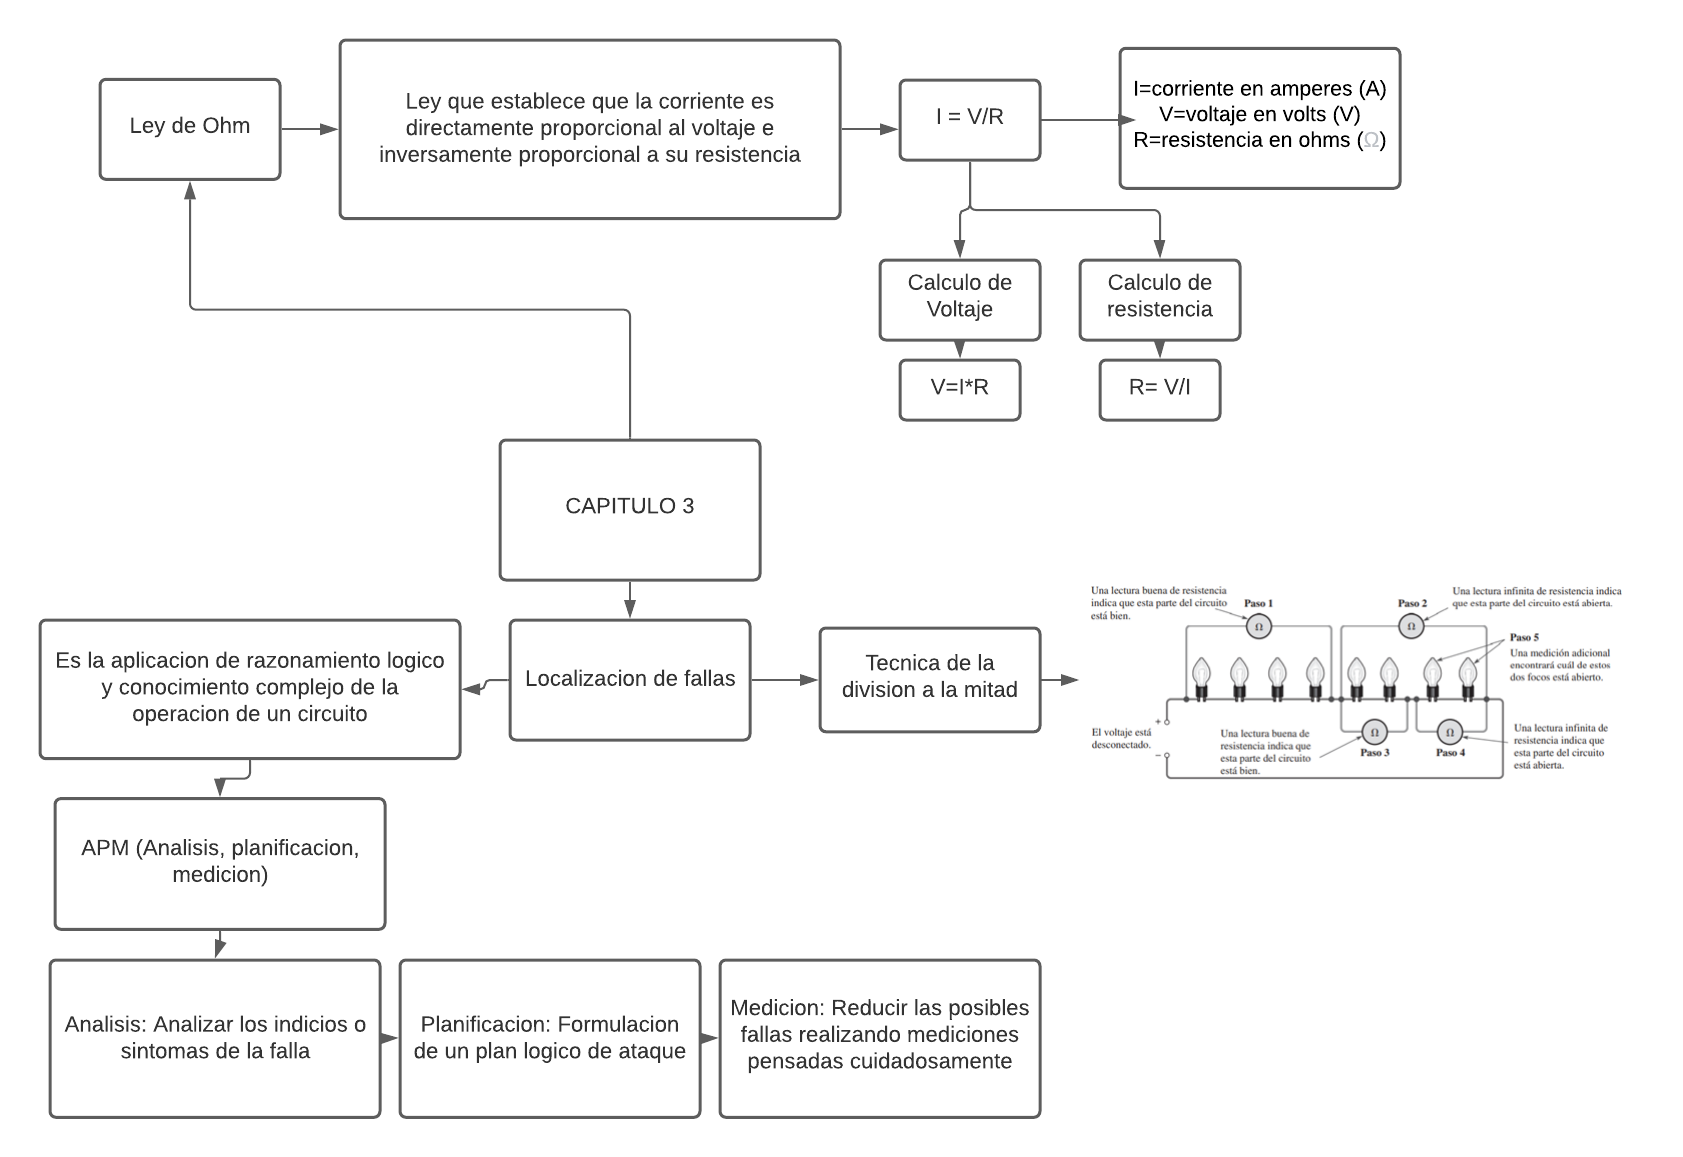 Ley de Ohm
Ley que establece que la corriente es
directamente proporcional al voltaje e
inversamente proporcional a su resistencia
I = V/R
I=corriente en amperes (A)
V=voltaje en volts (V)
R=resistencia en ohms (Ω)
Calculo de
Voltaje
Calculo de
resistencia
V=I*R
R= V/I
CAPITULO 3
Es la aplicacion de razonamiento logico
y conocimiento complejo de la
operacion de un circuito
Localizacion de fallas
Tecnica de la
division a la mitad
Una lectura buena de resistencia
indica que esta parte del circuito
está bien.
Paso 1
Ω
Paso 2
Ω
Una lectura infinita de resistencia indica
que esta parte del circuito está abierta.
Paso 5
Una medición adicional
encontrará cuál de estos
dos focos está abierto.
El voltaje está
desconectado.
+
–
Una lectura buena de
resistencia indica que
esta parte del circuito
está bien.
Ω
Paso 3
Ω
Paso 4
Una lectura infinita de
resistencia indica que
esta parte del circuito
está abierta.
APM (Analisis, planificacion,
medicion)
Analisis: Analizar los indicios o
sintomas de la falla
Planificacion: Formulacion
de un plan logico de ataque
Medicion: Reducir las posibles
fallas realizando mediciones
pensadas cuidadosamente